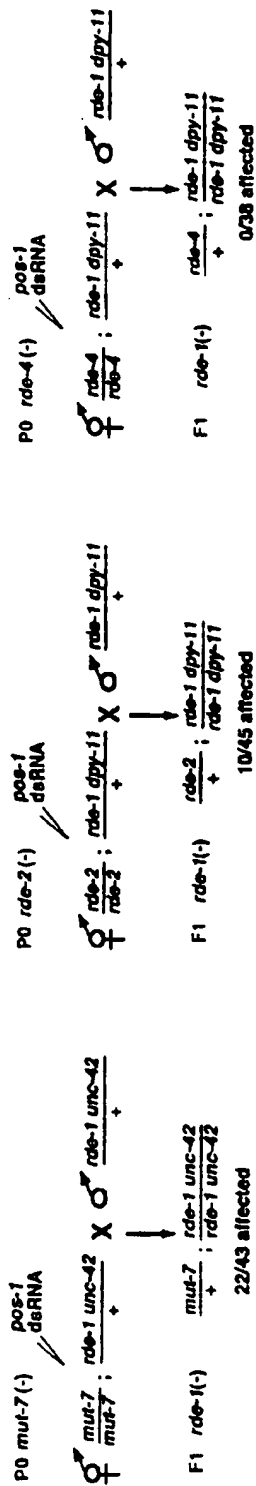 P0 mut-7 (-)
pos-1
dsRNA
⚥ mut-7 ; rde-1 unc-42 X ♂ rde-1 unc-42
mut-7 + +
F1 rde-1(-) mut-7 ; rde-1 unc-42
+ rde-1 unc-42
22/43 affected
P0 rde-2 (-)
pos-1
dsRNA
⚥ rde-2 ; rde-1 dpy-11 X ♂ rde-1 dpy-11
rde-2 + +
F1 rde-1(-) rde-2 ; rde-1 dpy-11
+ rde-1 dpy-11
10/45 affected
P0 rde-4 (-)
pos-1
dsRNA
⚥ rde-4 ; rde-1 dpy-11 X ♂ rde-1 dpy-11
rde-4 + +
F1 rde-1(-) rde-4 ; rde-1 dpy-11
+ rde-1 dpy-11
0/38 affected